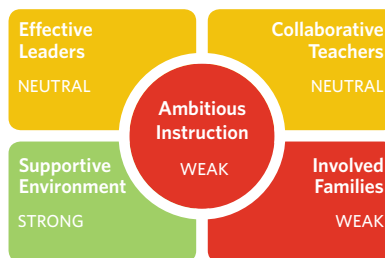 Effective
Leaders
NEUTRAL
Collaborative
Teachers
NEUTRAL
Ambitious
Instruction
WEAK
Supportive
Environment
STRONG
Involved
Families
WEAK